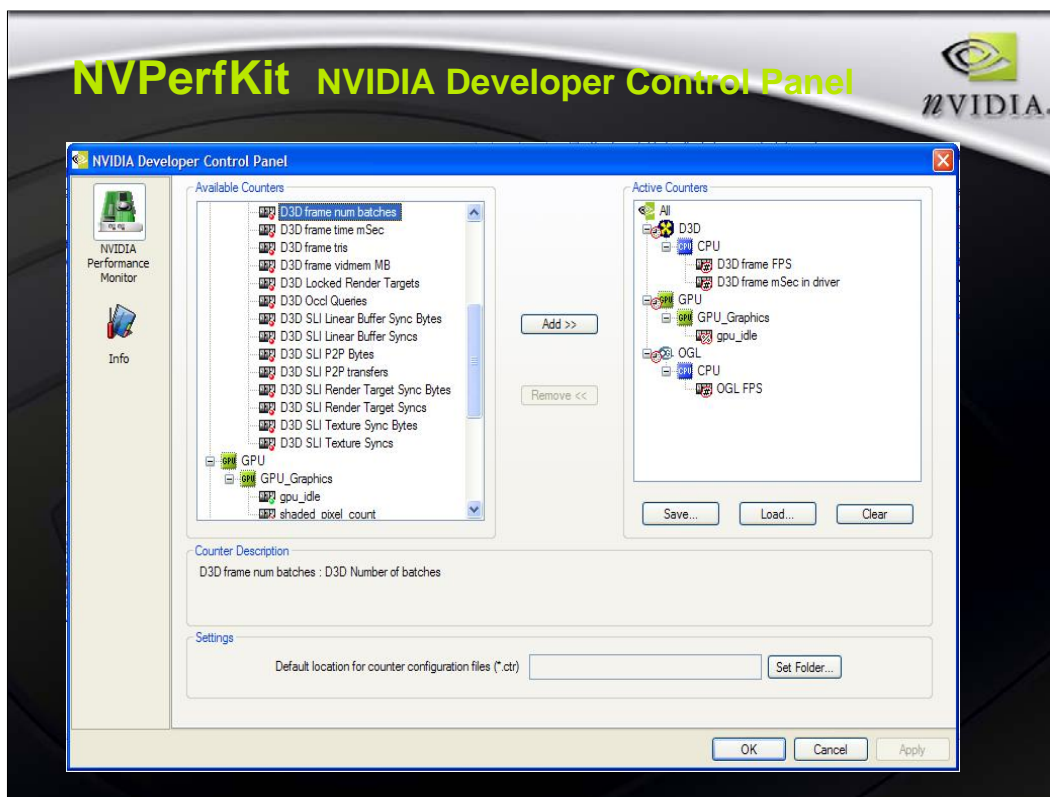 NVPerfKit NVIDIA Developer Control Panel
NVIDIA.
NVIDIA Developer Control Panel
NVIDIA
Performance
Monitor
Info
Available Counters
D3D frame num batches
D3D frame time mSec
D3D frame tris
D3D frame vidmem MB
D3D Locked Render Targets
D3D Occl Queries
D3D SLI Linear Buffer Sync Bytes
D3D SLI Linear Buffer Syncs
D3D SLI P2P Bytes
D3D SLI P2P transfers
D3D SLI Render Target Sync Bytes
D3D SLI Render Target Syncs
D3D SLI Texture Sync Bytes
D3D SLI Texture Syncs
GPU GPU
GPU GPU_Graphics
gpu_idle
shaded_pixel_count
Add >>
Remove <<
Active Counters
All
D3D
CPU CPU
D3D frame FPS
D3D frame mSec in driver
GPU GPU
GPU GPU_Graphics
gpu_idle
OGL
CPU CPU
OGL FPS
Save...
Load...
Clear
Counter Description
D3D frame num batches : D3D Number of batches
Settings
Default location for counter configuration files (*.ctr)
Set Folder...
OK
Cancel
Apply